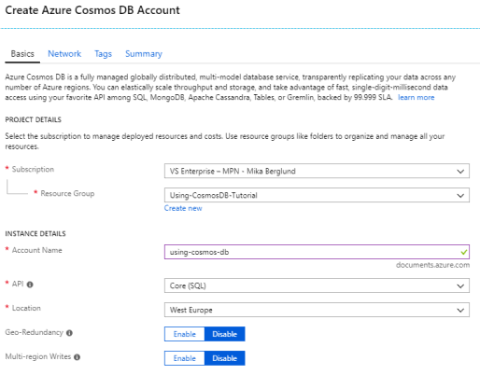 Create Azure Cosmos DB Account
Basics Network Tags Summary
Azure Cosmos DB is a fully managed globally distributed, multi-model database service, transparently replicating your data across any
number of Azure regions. You can elastically scale throughput and storage, and take advantage of fast, single-digit-millisecond data
access using your favorite API among SQL, MongoDB, Apache Cassandra, Tables, or Gremlin, backed by 99.999 SLA. learn more
PROJECT DETAILS
Select the subscription to manage deployed resources and costs. Use resource groups like folders to organize and manage all your
resources.
* Subscription VS Enterprise – MPN - Mika Berglund
* Resource Group Using-CosmosDB-Tutorial
Create new
INSTANCE DETAILS
* Account Name using-cosmos-db
documents.azure.com
* API Core (SQL)
* Location West Europe
Geo-Redundancy Enable Disable
Multi-region Writes Enable Disable